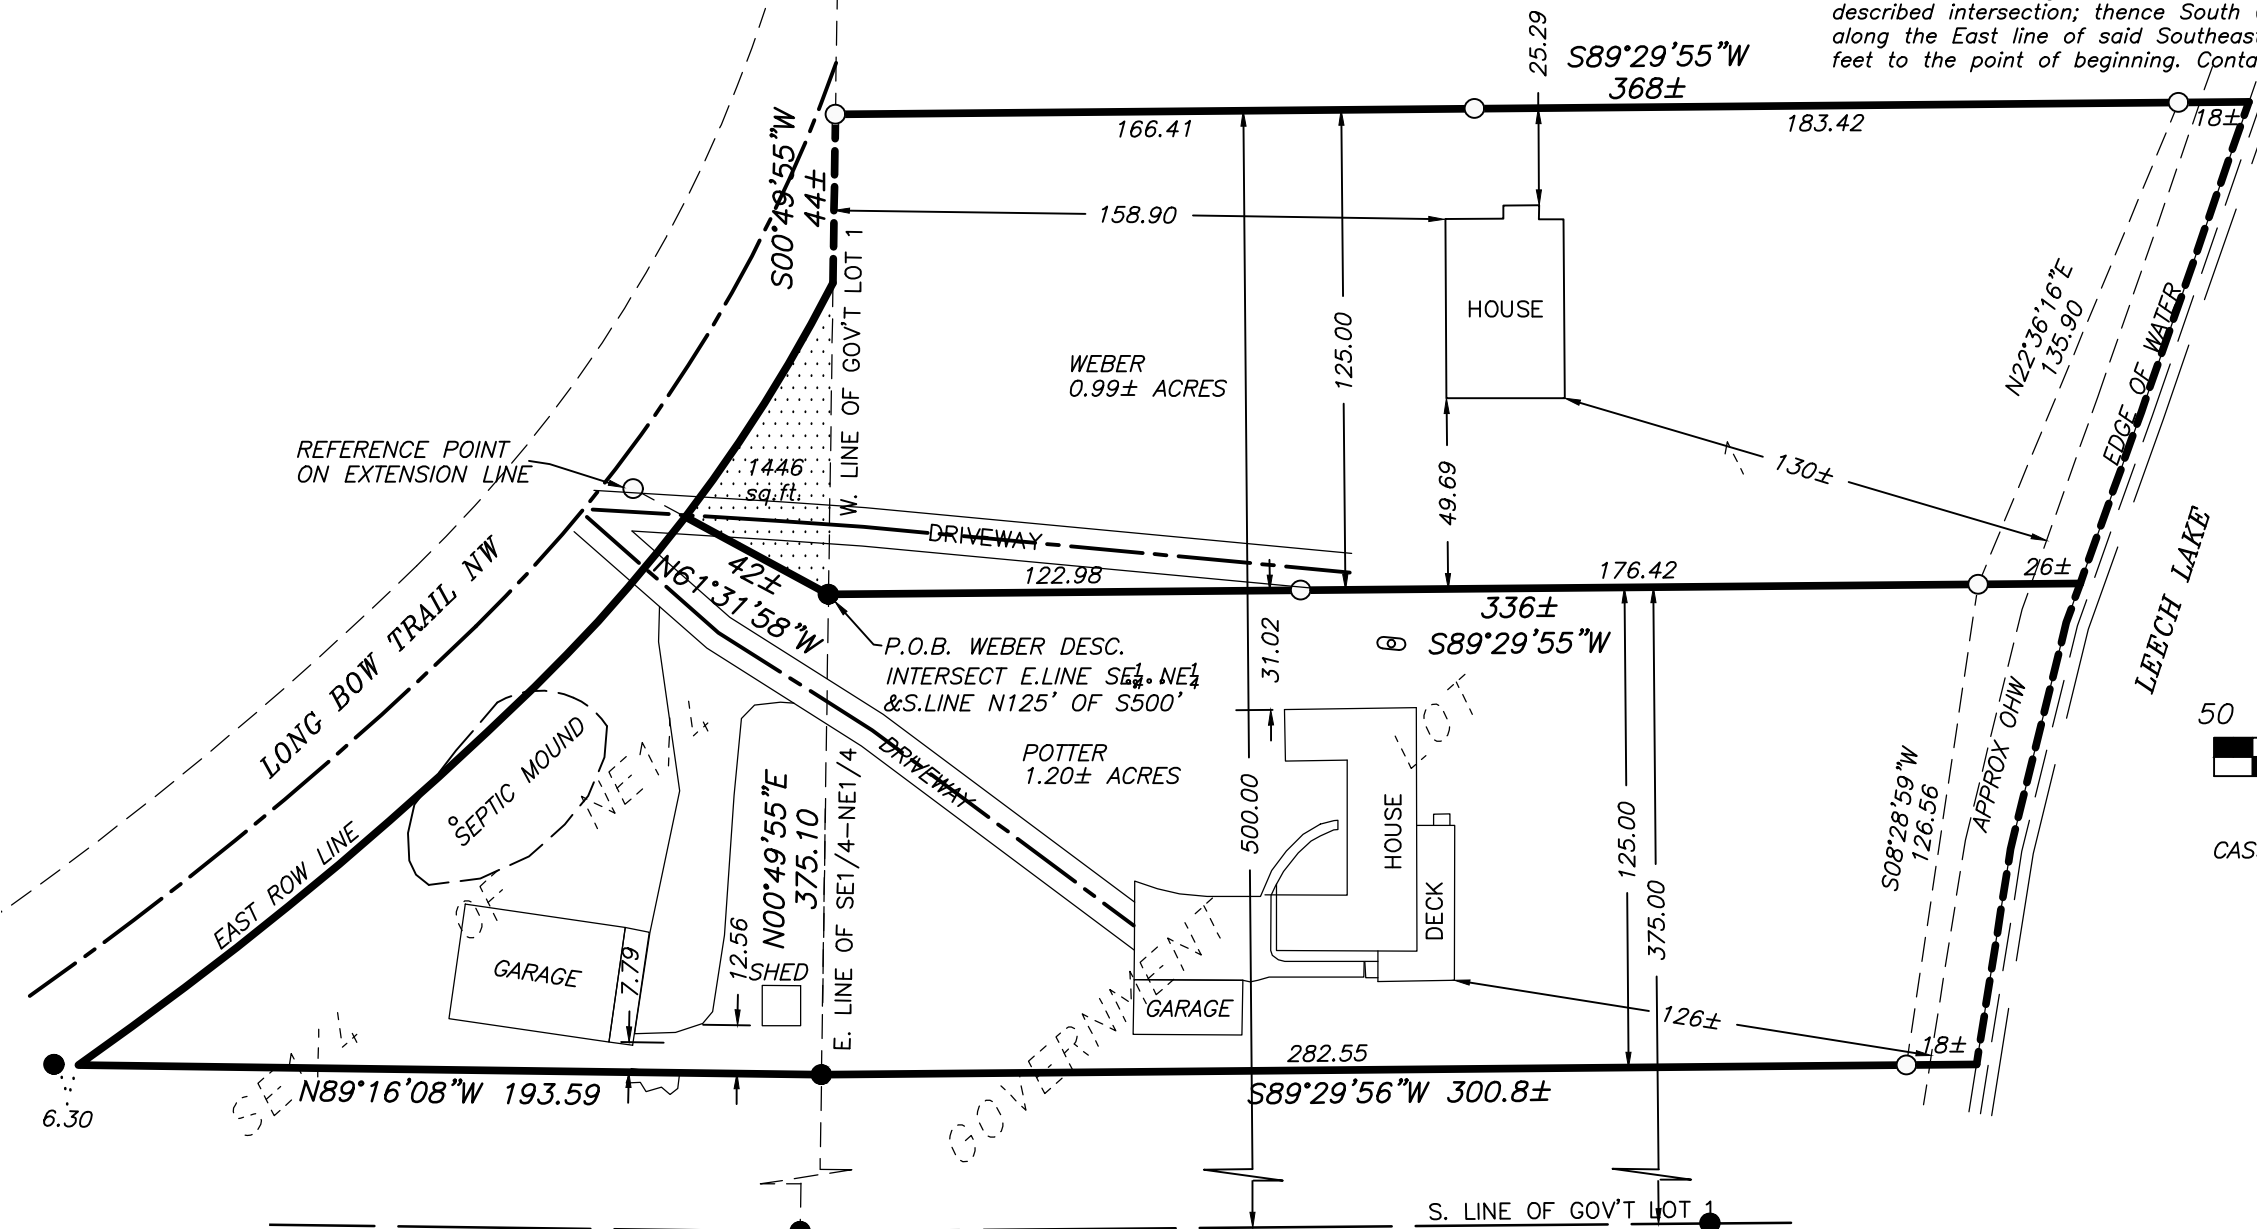 described intersection; thence South
along the East line of said Southeast
feet to the point of beginning. Conta
25.29
S89°29'55"W
368±
166.41
183.42
18±
S00°49'55"W
44±
158.90
W. LINE OF GOV'T LOT 1
HOUSE
125.00
WEBER
0.99± ACRES
N22°36'16"E
135.90
EDGE OF WATER
REFERENCE POINT
ON EXTENSION LINE
1446
sq.ft.
49.69
130±
DRIVEWAY
LONG BOW TRAIL NW
42±
N61°31'58"W
122.98
176.42
26±
336±
S89°29'55"W
LEECH LAKE
P.O.B. WEBER DESC.
INTERSECT E.LINE SE1/4 NE1/4
&S.LINE N125' OF S500'
31.02
LOT
APPROX OHW
50
SEPTIC MOUND
NE1/4
DRIVEWAY
POTTER
1.20± ACRES
N00°49'55"E
375.10
E. LINE OF SE1/4-NE1/4
500.00
HOUSE
DECK
125.00
375.00
S08°28'59"W
126.56
CAS
EAST ROW LINE
OF
GARAGE
7.79
12.56
SHED
GARAGE
126±
18±
282.55
SE1/4
N89°16'08"W 193.59
GOVERNMENT
S89°29'56"W 300.8±
6.30
S. LINE OF GOV'T LOT 1